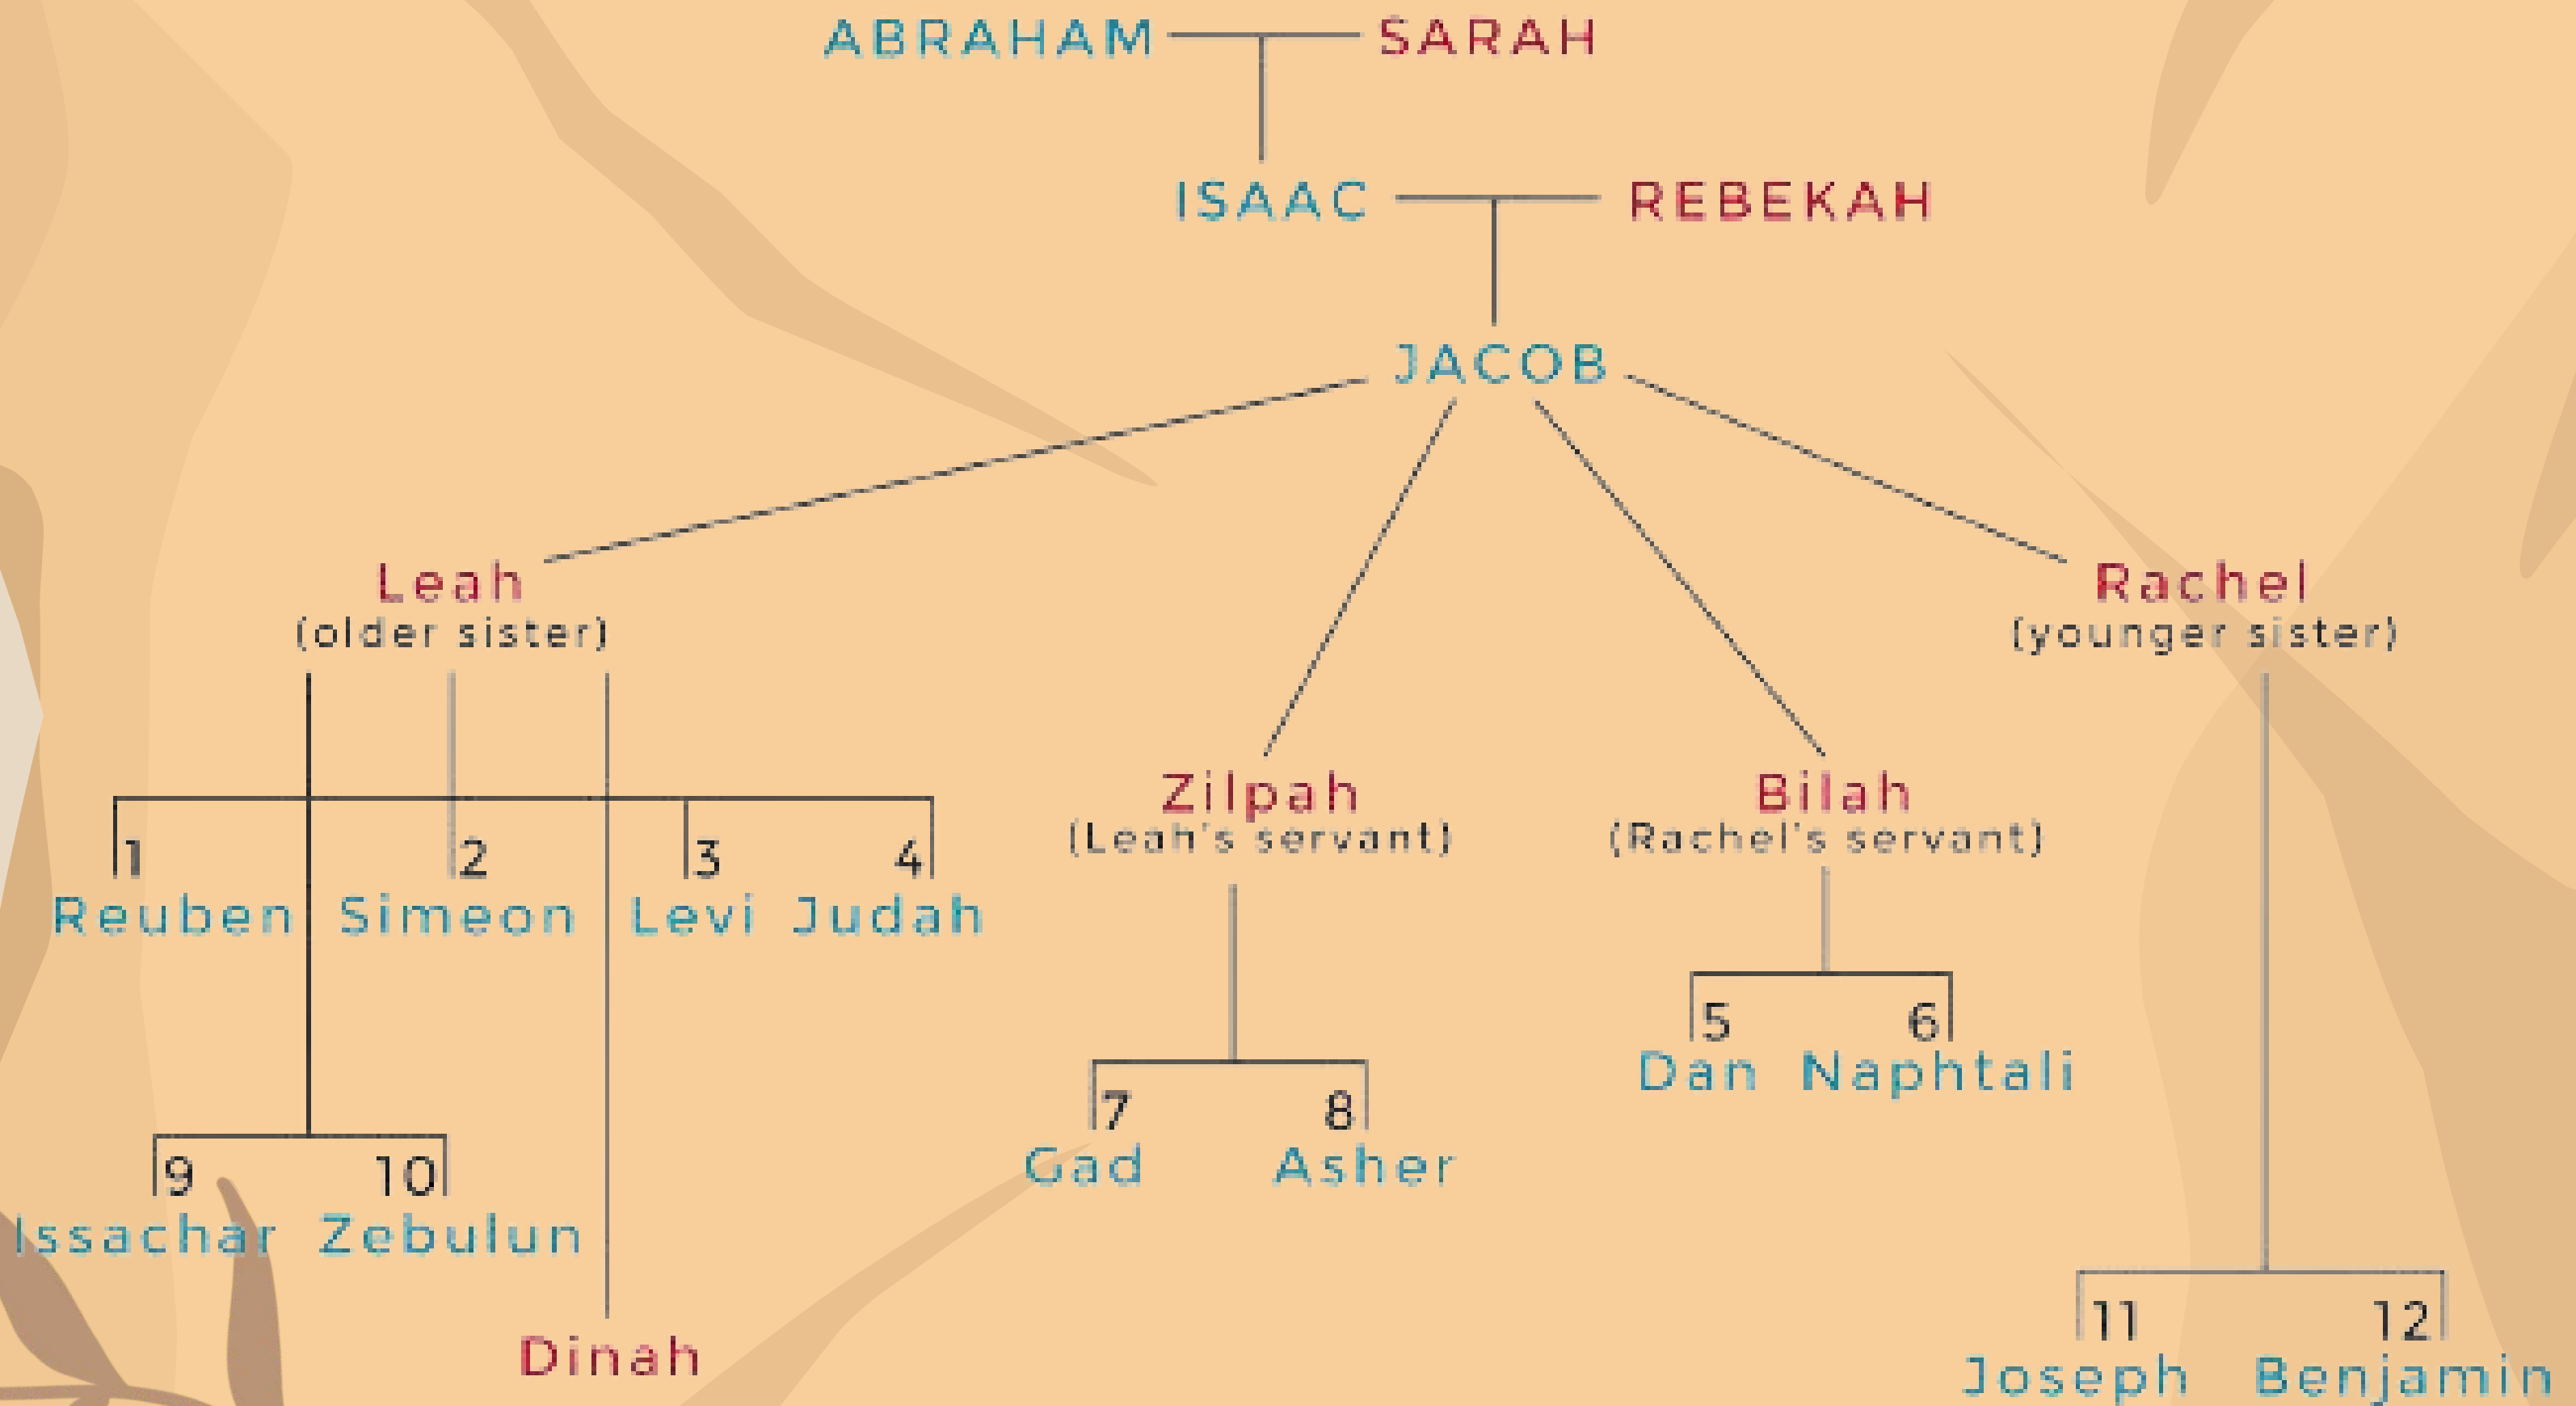 ABRAHAM SARAH
ISAAC REBEKAH
JACOB
Leah
(older sister)
Rachel
(younger sister)
Zilpah
(Leah's servant)
Bilah
(Rachel's servant)
1 2 3 4
Reuben Simeon Levi Judah
5 6
Dan Naphtali
7 8
Gad Asher
9 10
Issachar Zebulun
Dinah
11 12
Joseph Benjamin